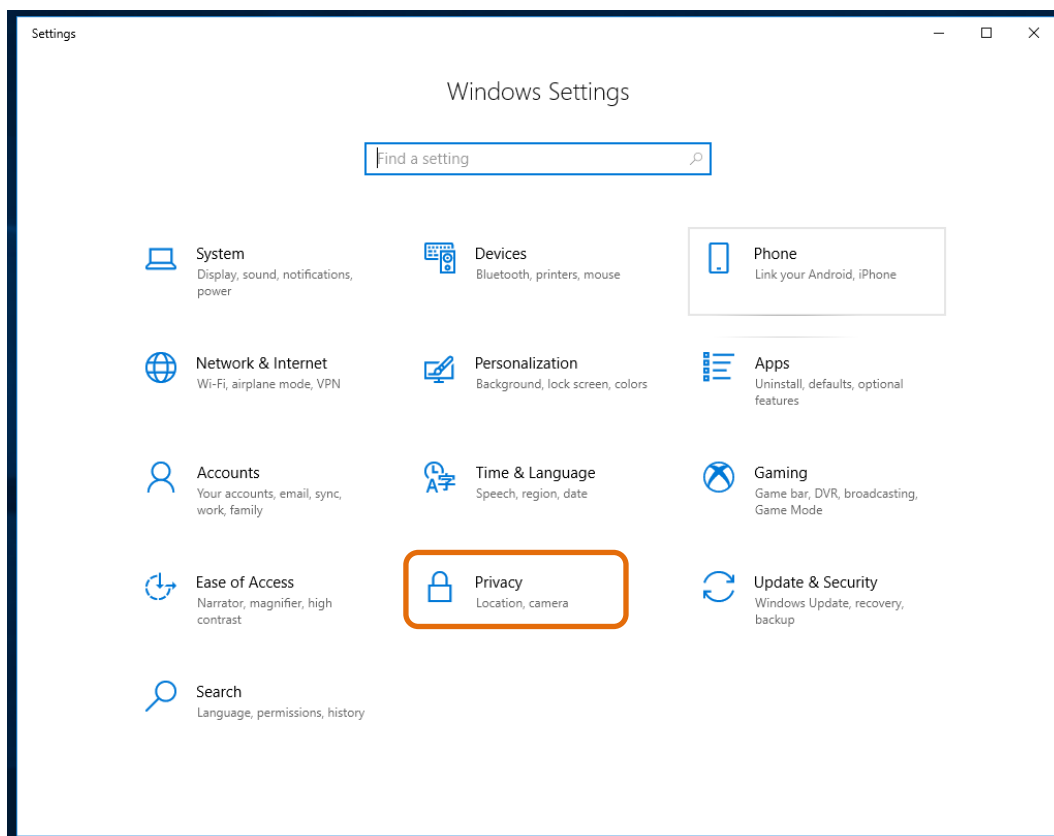 Settings
Windows Settings
Find a setting
System
Display, sound, notifications,
power
Devices
Bluetooth, printers, mouse
Phone
Link your Android, iPhone
Network & Internet
Wi-Fi, airplane mode, VPN
Personalization
Background, lock screen, colors
Apps
Uninstall, defaults, optional
features
Accounts
Your accounts, email, sync,
work, family
Time & Language
Speech, region, date
Gaming
Game bar, DVR, broadcasting,
Game Mode
Ease of Access
Narrator, magnifier, high
contrast
Privacy
Location, camera
Update & Security
Windows Update, recovery,
backup
Search
Language, permissions, history